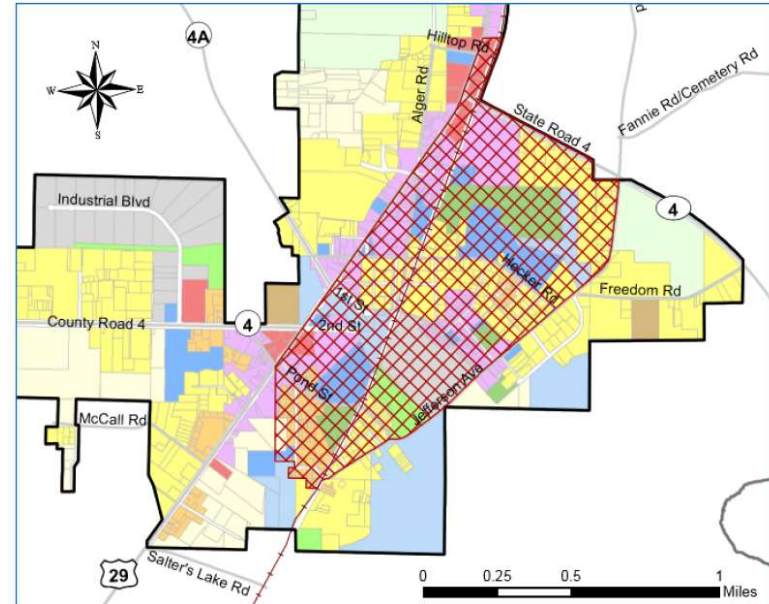 4A
Hilltop Rd
Alger Rd
N
W
E
S
State Road 4
Fannie Rd/Cemetery Rd
Industrial Blvd
4
Hecker Rd
Freedom Rd
1st St
2nd St
County Road 4
4
Pond St
Jefferson Ave
McCall Rd
29
Salter's Lake Rd
0 0.25 0.5 1
Miles